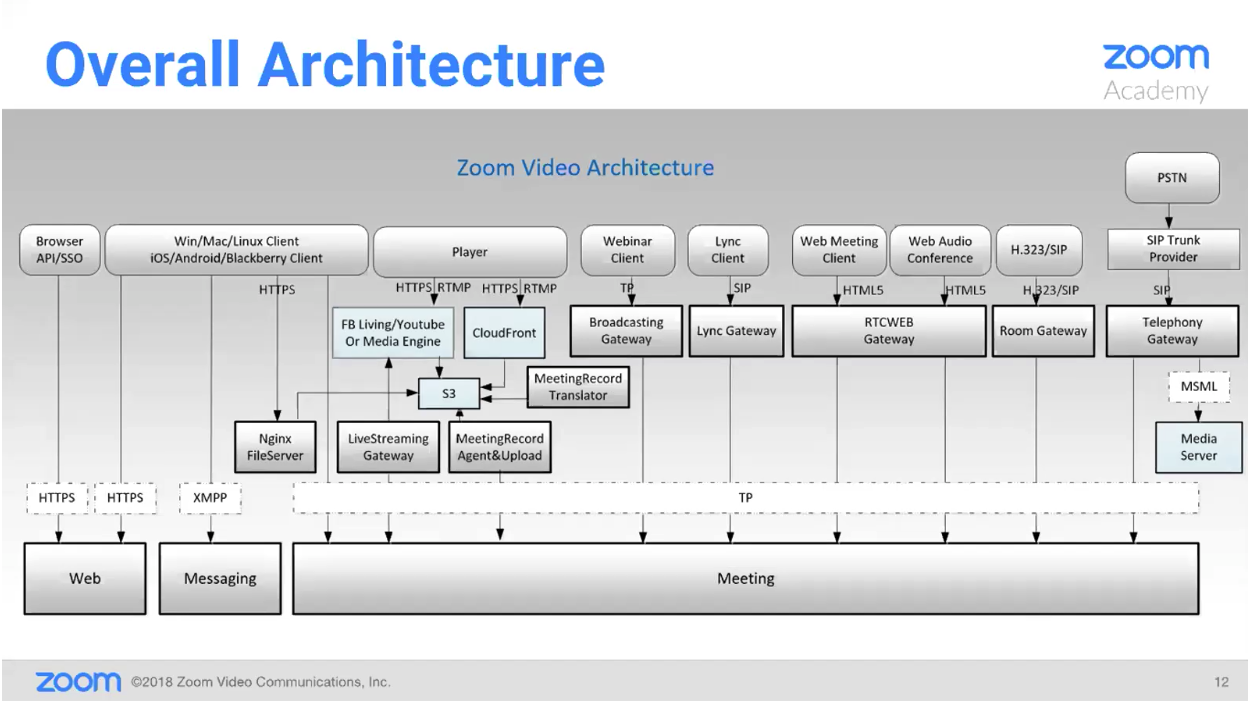 Overall Architecture
zoom
Academy
Zoom Video Architecture
PSTN
Browser
API/SSO
Win/Mac/Linux Client
iOS/Android/Blackberry Client
Player
Webinar
Client
Lync
Client
Web Meeting
Client
Web Audio
Conference
H.323/SIP
SIP Trunk
Provider
HTTPS
HTTPS RTMP
HTTPS RTMP
TP
SIP
HTML5
HTML5
H.323/SIP
SIP
FB Living/Youtube
Or Media Engine
CloudFront
Broadcasting
Gateway
Lync Gateway
RTCWEB
Gateway
Room Gateway
Telephony
Gateway
S3
MeetingRecord
Translator
MSML
Nginx
FileServer
LiveStreaming
Gateway
MeetingRecord
Agent&Upload
Media
Server
HTTPS
HTTPS
XMPP
TP
Web
Messaging
Meeting
zoom
©2018 Zoom Video Communications, Inc.
12